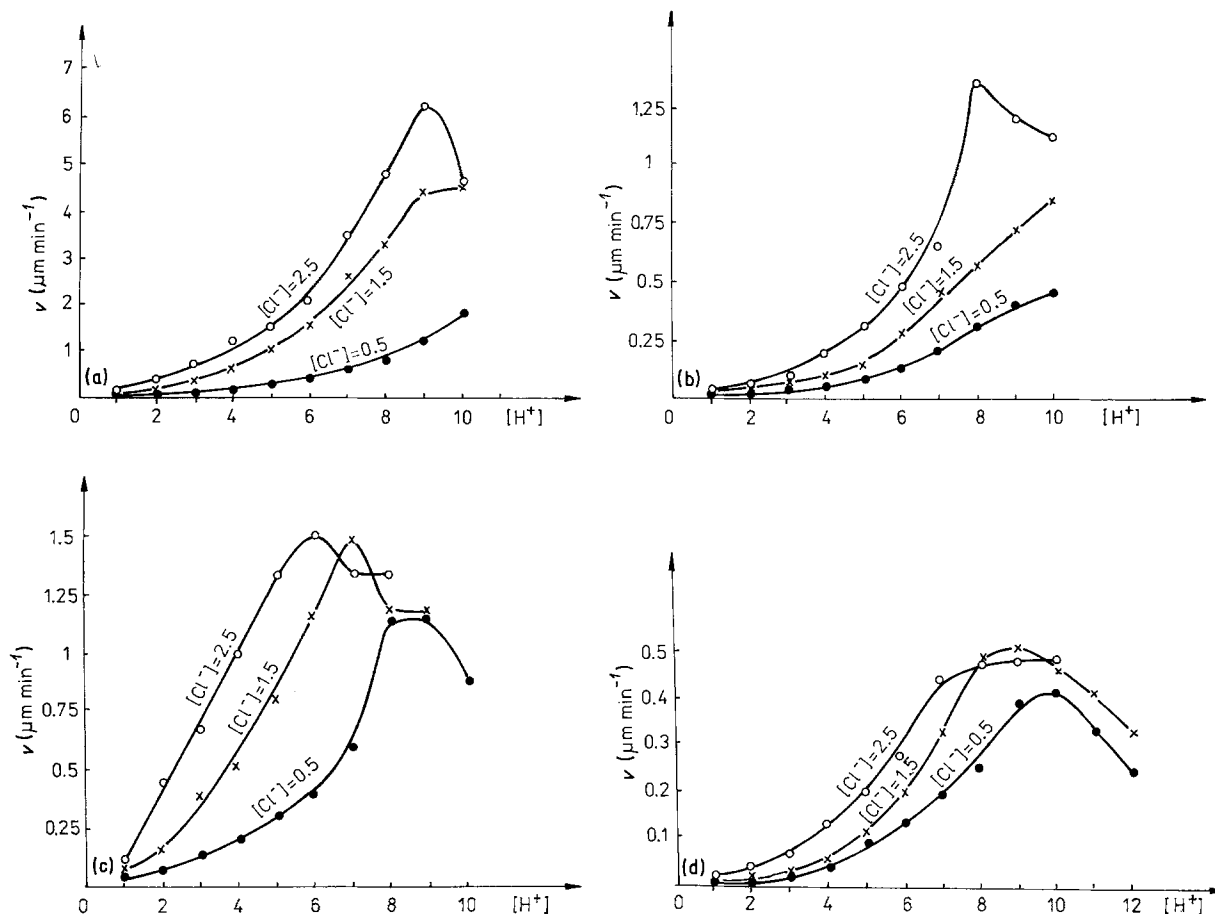 ν (μm min⁻¹)
7
6
5
4
3
2
1
[Cl⁻]=2.5
[Cl⁻]=1.5
[Cl⁻]=0.5
(a)
0 2 4 6 8 10 [H⁺]
ν (μm min⁻¹)
1.25
1
0.75
0.5
0.25
[Cl⁻]=2.5
[Cl⁻]=1.5
[Cl⁻]=0.5
(b)
0 2 4 6 8 10 [H⁺]
ν (μm min⁻¹)
1.5
1.25
1
0.75
0.5
0.25
[Cl⁻]=2.5
[Cl⁻]=1.5
[Cl⁻]=0.5
(c)
0 2 4 6 8 10 [H⁺]
ν (μm min⁻¹)
0.5
0.4
0.3
0.2
0.1
[Cl⁻]=2.5
[Cl⁻]=1.5
[Cl⁻]=0.5
(d)
0 2 4 6 8 10 12 [H⁺]